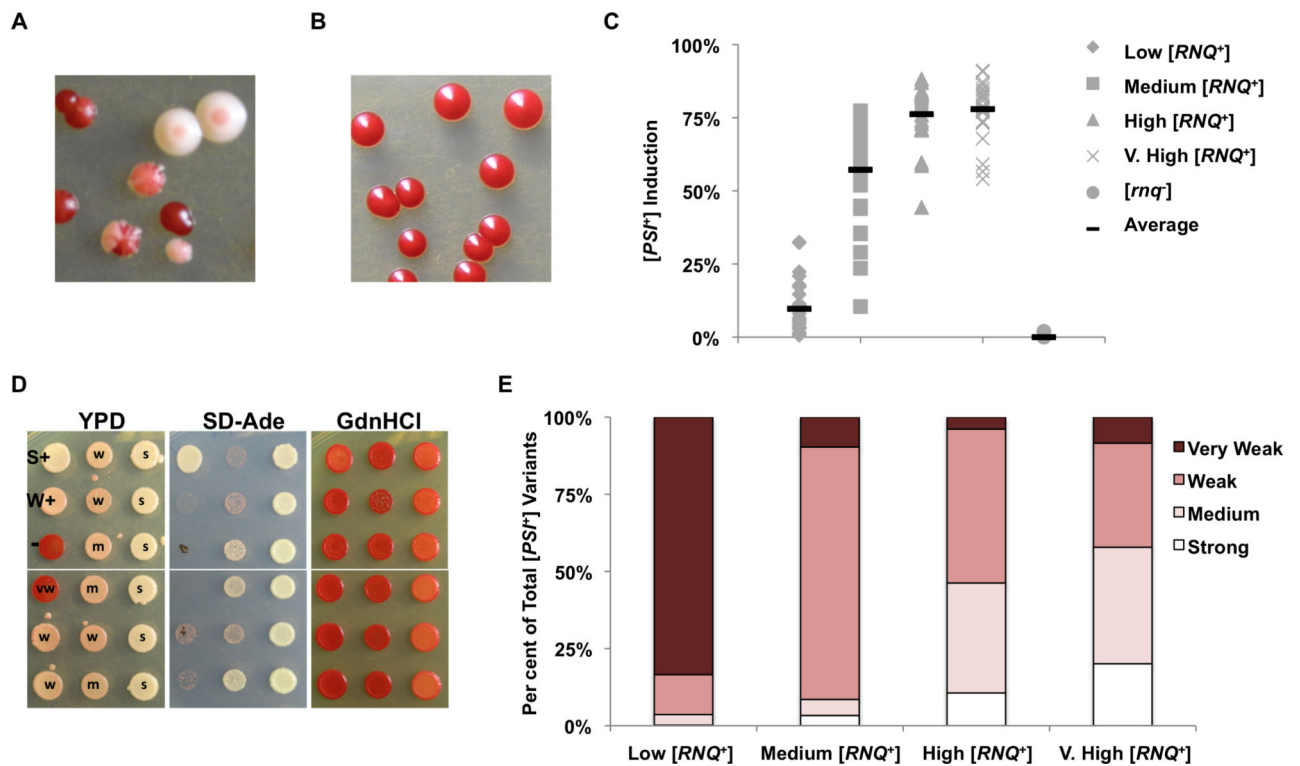 A
B
C
100%
75%
50%
25%
0%
[PSI+] Induction
Low [RNQ+]
Medium [RNQ+]
High [RNQ+]
V. High [RNQ+]
[rnq-]
Average
D
YPD SD-Ade GdnHCl
S+ w s
W+ w s
- m s
vw m s
w w s
w m s
E
100%
75%
50%
25%
0%
Per cent of Total [PSI+] Variants
Low [RNQ+] Medium [RNQ+] High [RNQ+] V. High [RNQ+]
Very Weak
Weak
Medium
Strong